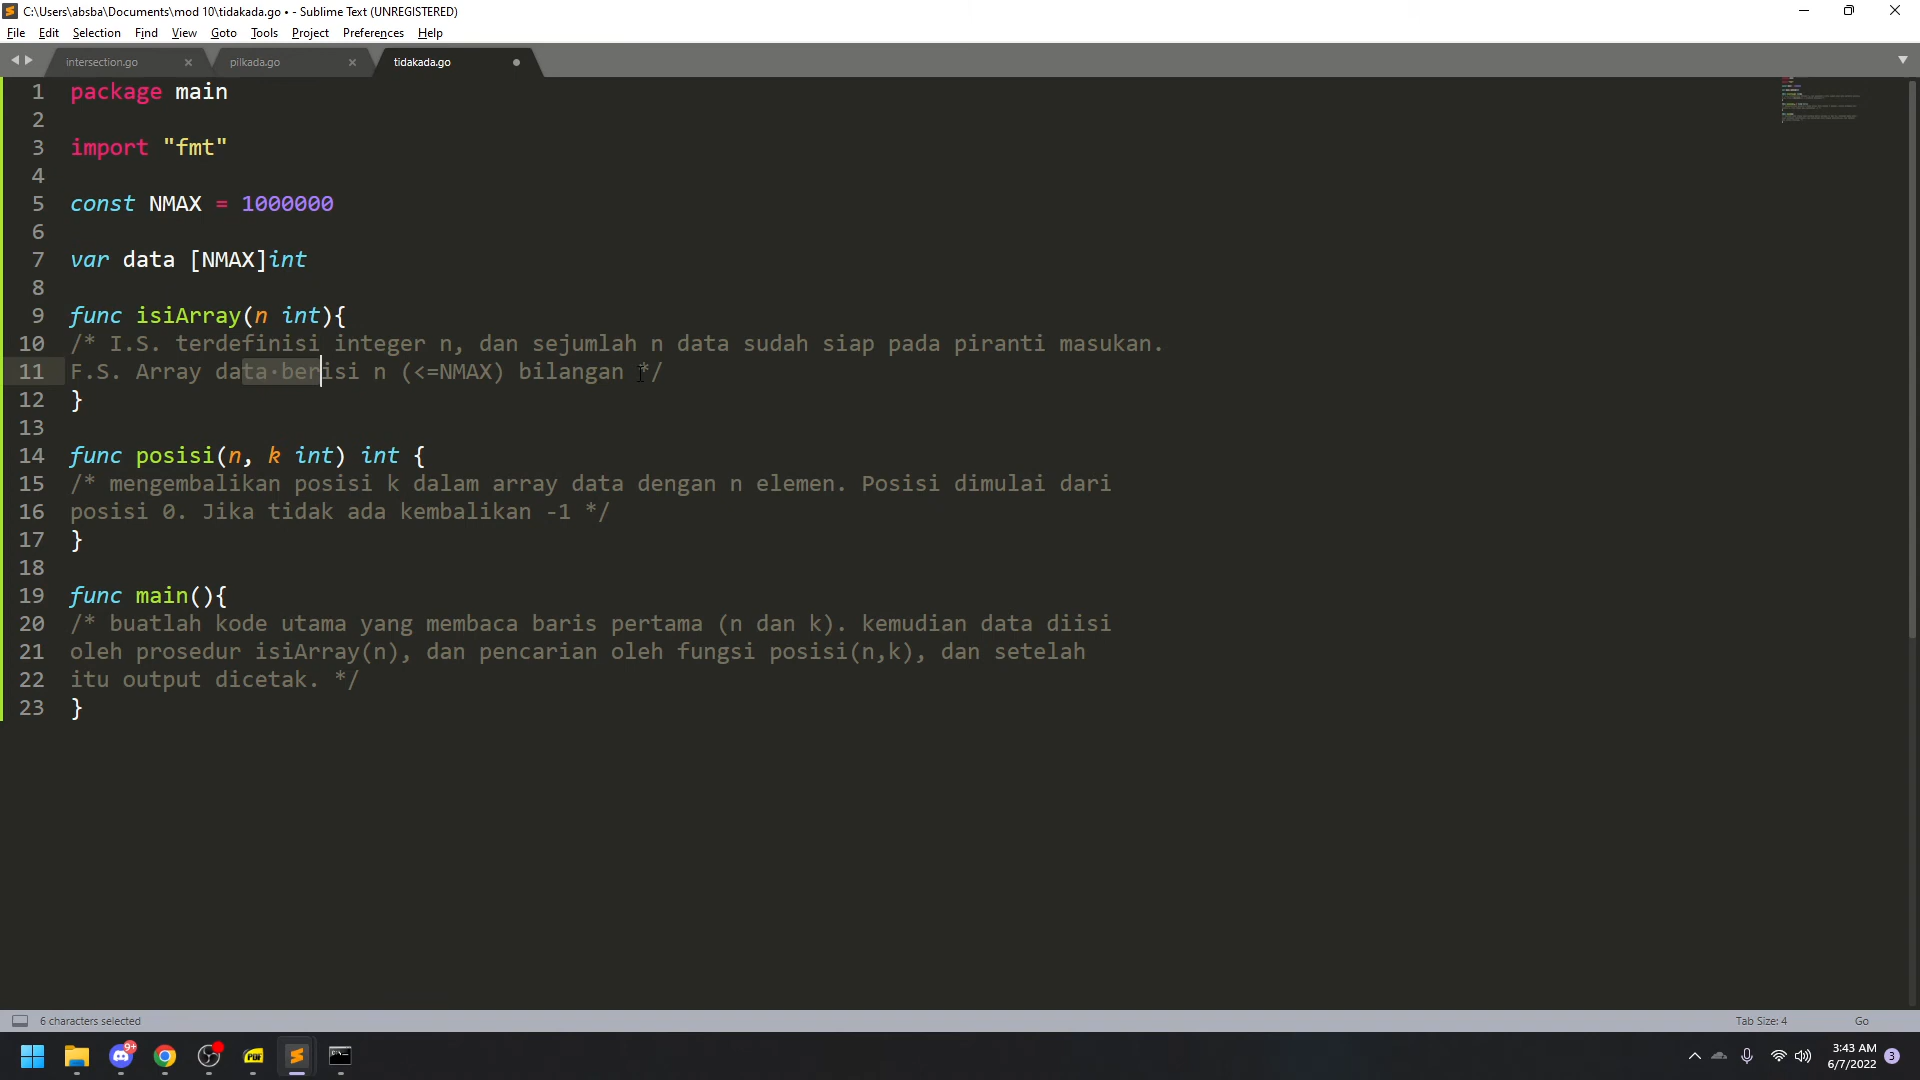 C:\Users\absba\Documents\mod 10\tidakada.go • - Sublime Text (UNREGISTERED)
File Edit Selection Find View Goto Tools Project Preferences Help
intersection.go pilkada.go tidakada.go
1 package main
2
3 import "fmt"
4
5 const NMAX = 1000000
6
7 var data [NMAX]int
8
9 func isiArray(n int){
10 /* I.S. terdefinisi integer n, dan sejumlah n data sudah siap pada piranti masukan.
11 F.S. Array data·berisi n (<=NMAX) bilangan */
12 }
13
14 func posisi(n, k int) int {
15 /* mengembalikan posisi k dalam array data dengan n elemen. Posisi dimulai dari
16 posisi 0. Jika tidak ada kembalikan -1 */
17 }
18
19 func main(){
20 /* buatlah kode utama yang membaca baris pertama (n dan k). kemudian data diisi
21 oleh prosedur isiArray(n), dan pencarian oleh fungsi posisi(n,k), dan setelah
22 itu output dicetak. */
23 }
6 characters selected Tab Size: 4 Go
9+ PDF 3:43 AM
6/7/2022 3